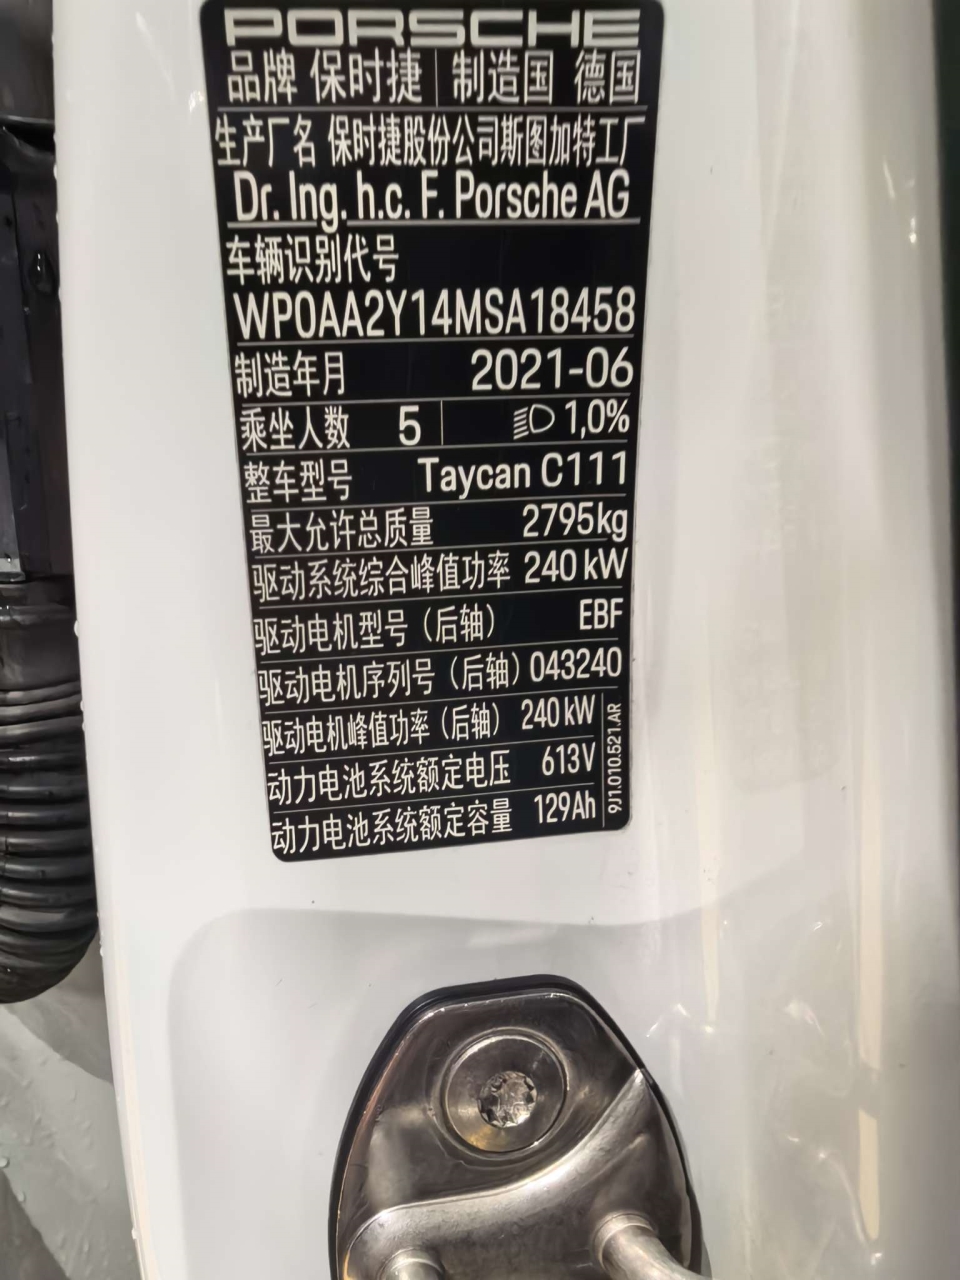 PORSCHE
品牌 保时捷 制造国 德国
生产厂名 保时捷股份公司斯图加特工厂
Dr. Ing. h.c. F. Porsche AG
车辆识别代号
WP0AA2Y14MSA18458
制造年月 2021-06
乘坐人数 5 1,0%
整车型号 Taycan C111
最大允许总质量 2795kg
驱动系统综合峰值功率 240 kW
驱动电机型号（后轴） EBF
驱动电机序列号（后轴） 043240
驱动电机峰值功率（后轴） 240 kW
动力电池系统额定电压 613V
动力电池系统额定容量 129Ah
9J1.010.521.AR